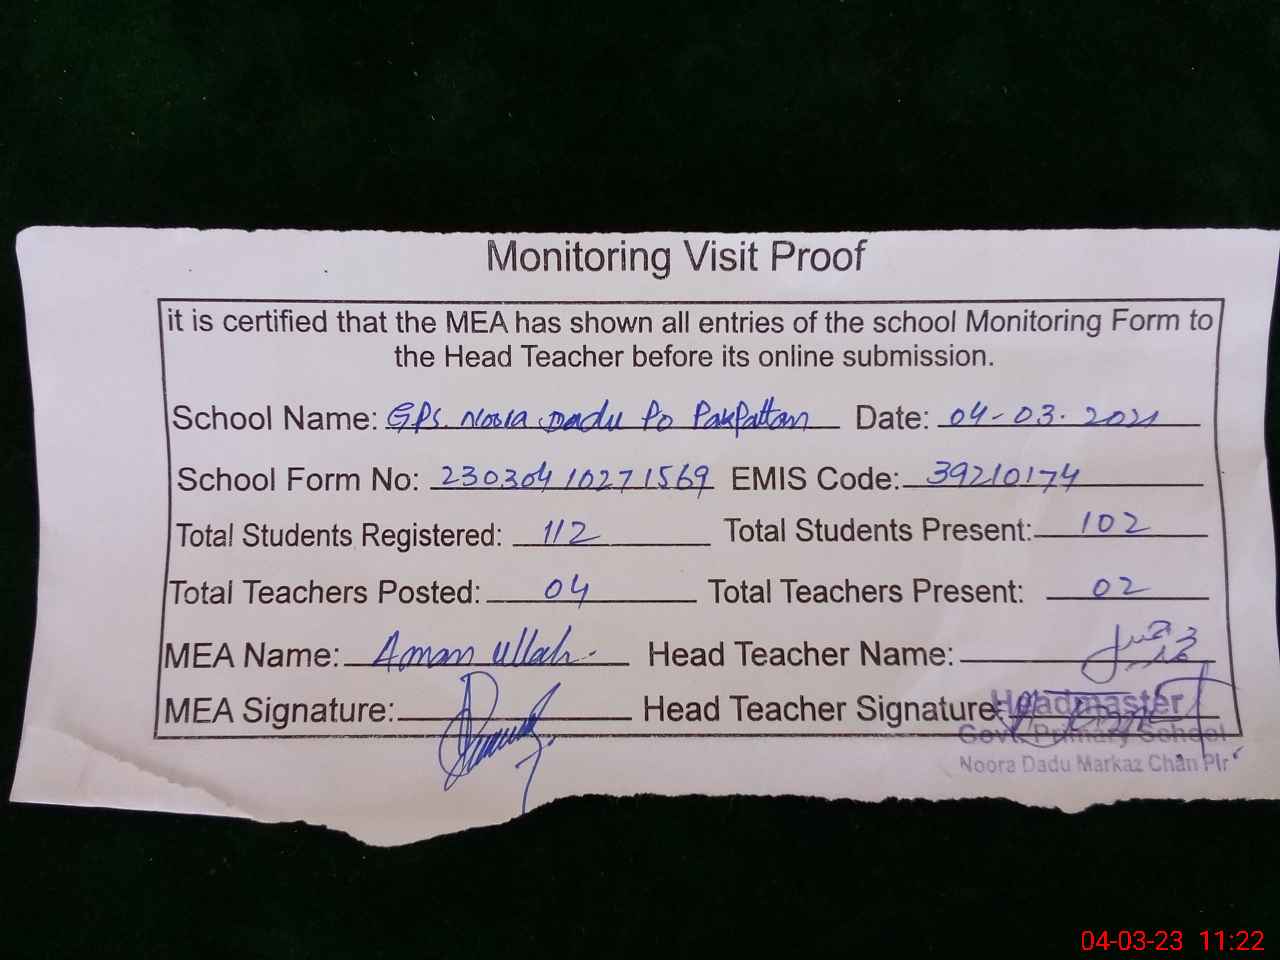 Monitoring Visit Proof
it is certified that the MEA has shown all entries of the school Monitoring Form to
the Head Teacher before its online submission.
School Name: GPS. Noora Dadu Po Pakpattan Date: 04-03-2021
School Form No: 23030410271569 EMIS Code: 39210174
Total Students Registered: 112 Total Students Present: 102
Total Teachers Posted: 04 Total Teachers Present: 02
MEA Name: Aman Ullah. Head Teacher Name:
MEA Signature: Head Teacher Signature:
Headmaster
Govt. Primary School
Noora Dadu Markaz Chan Pir
04-03-23 11:22